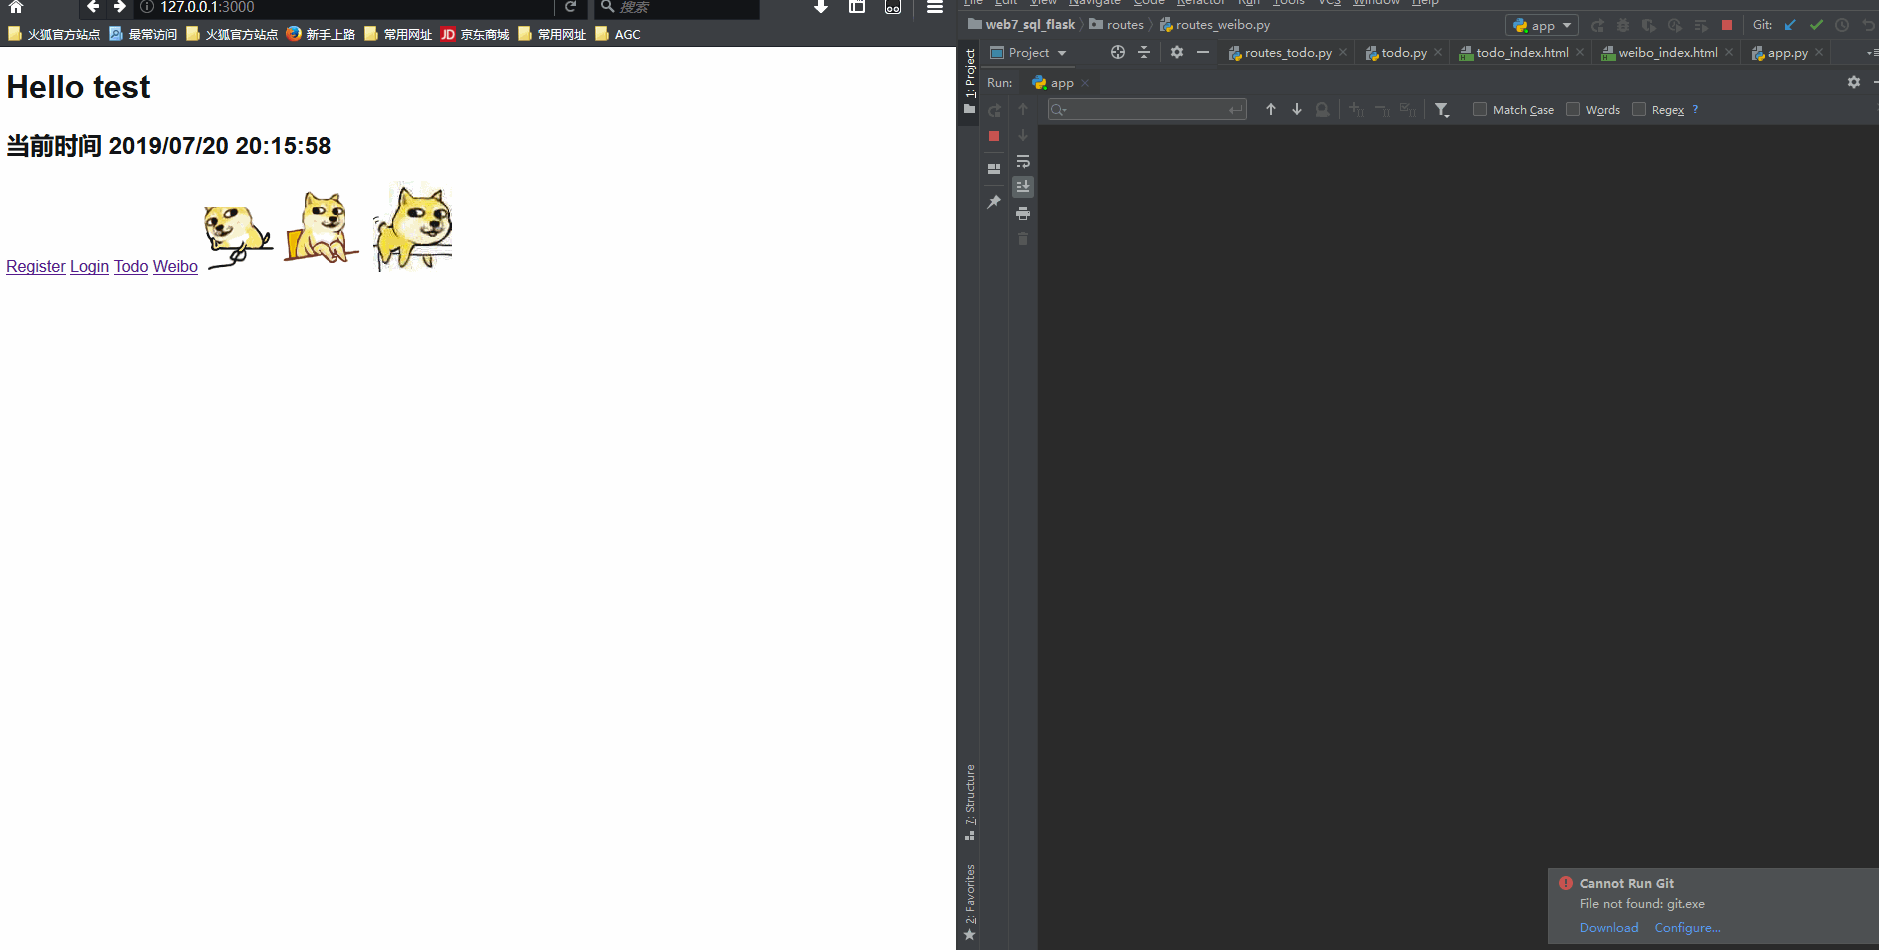 127.0.0.1:3000
搜索
火狐官方站点 最常访问 火狐官方站点 新手上路 常用网址 JD 京东商城 常用网址 AGC
Hello test
当前时间 2019/07/20 20:15:58
Register Login Todo Weibo
File Edit View Navigate Code Refactor Run Tools VCS Window Help
web7_sql_flask routes routes_weibo.py
app
Git:
1: Project
Project
routes_todo.py todo.py todo_index.html weibo_index.html app.py
Run: app
Match Case Words Regex ?
7: Structure
2: Favorites
Cannot Run Git
File not found: git.exe
Download Configure...